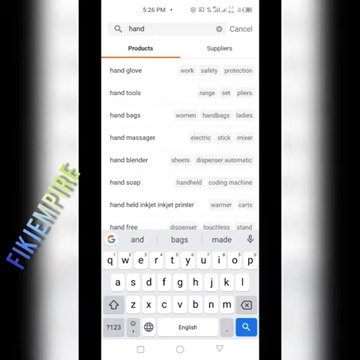 5:26 PM
hand
Cancel
Products Suppliers
hand glove work safety protection
hand tools range set pliers
hand bags women handbags ladies
hand massager electric stick mixer
hand blender sheets dispenser automatic
hand soap handheld coding machine
hand held inkjet inkjet printer warmer carts
hand free dispenser touchless stand
FIKIEMPIRE
G and bags made
q w e r t y u i o p
a s d f g h j k l
z x c v b n m
?123 , English .